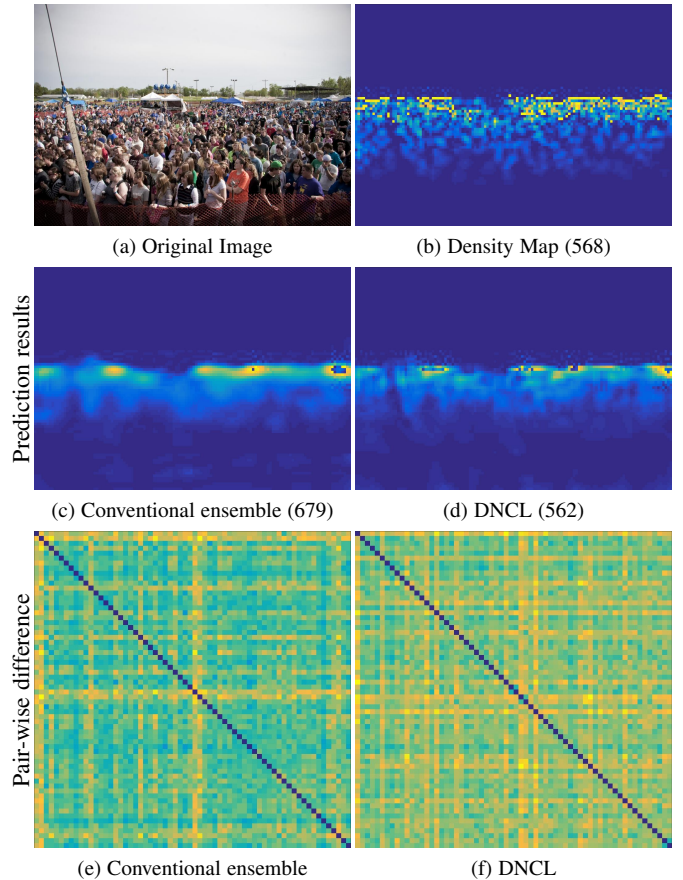 (a) Original Image
(b) Density Map (568)
Prediction results
(c) Conventional ensemble (679)
(d) DNCL (562)
Pair-wise difference
(e) Conventional ensemble
(f) DNCL